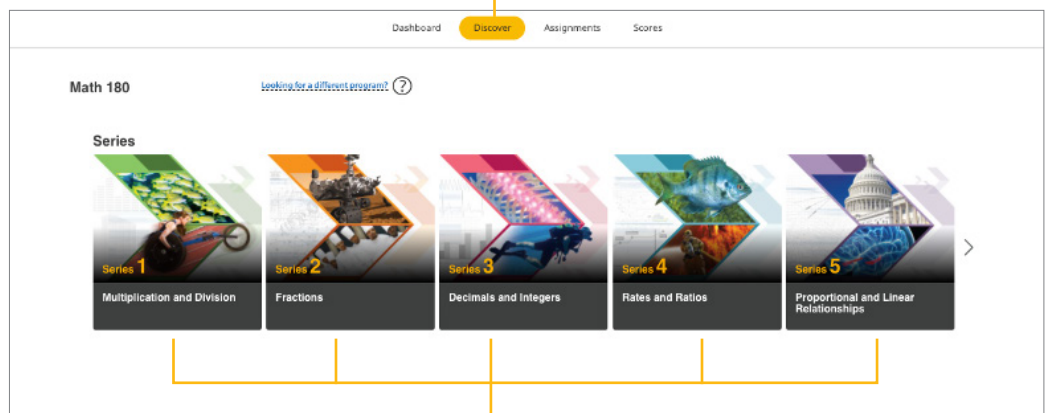 Dashboard Discover Assignments Scores
Math 180
Looking for a different program? ?
Series
Series 1
Multiplication and Division
Series 2
Fractions
Series 3
Decimals and Integers
Series 4
Rates and Ratios
Series 5
Proportional and Linear
Relationships